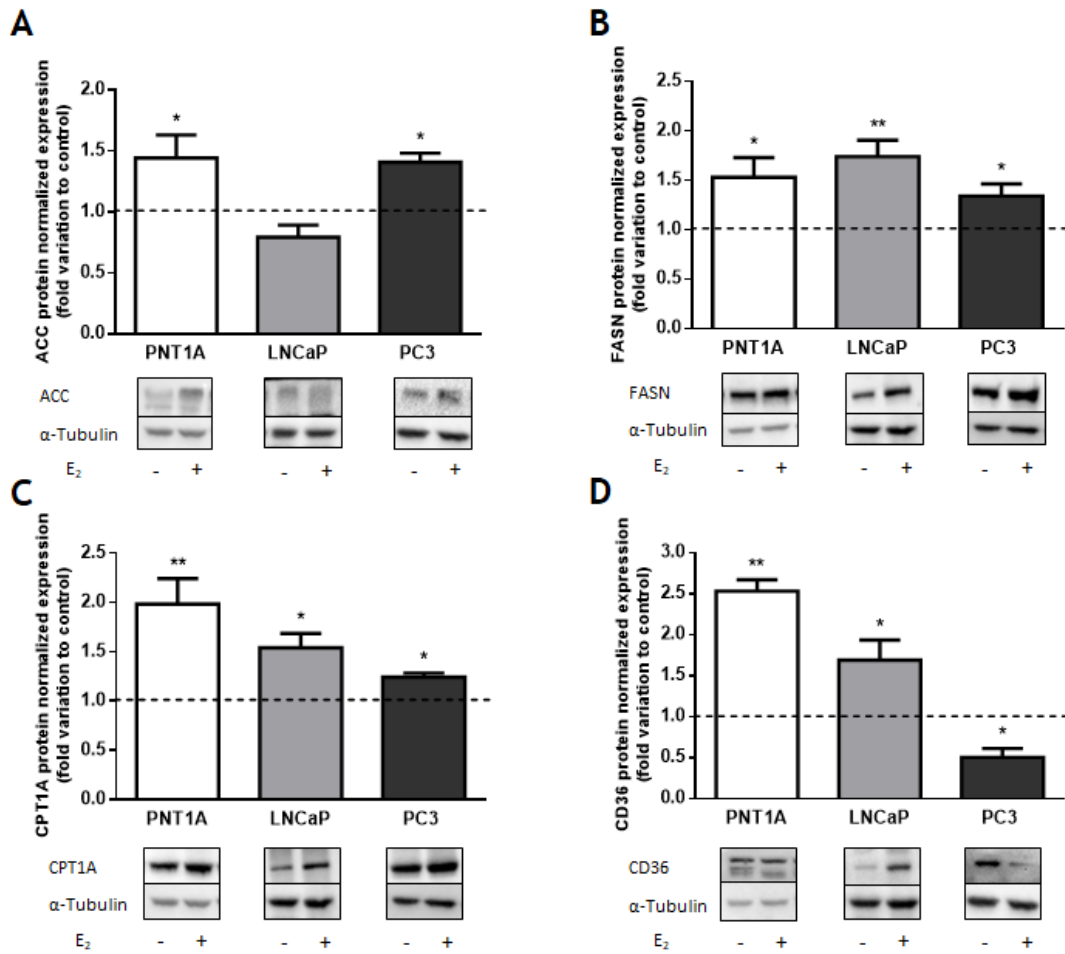 A
ACC protein normalized expression
(fold variation to control)
2.0
1.5
1.0
0.5
0.0
*
*
PNT1A LNCaP PC3
ACC
α-Tubulin
E₂ - + - + - +
B
FASN protein normalized expression
(fold variation to control)
2.5
2.0
1.5
1.0
0.5
0.0
*
**
*
PNT1A LNCaP PC3
FASN
α-Tubulin
E₂ - + - + - +
C
CPT1A protein normalized expression
(fold variation to control)
2.5
2.0
1.5
1.0
0.5
0.0
**
*
*
PNT1A LNCaP PC3
CPT1A
α-Tubulin
E₂ - + - + - +
D
CD36 protein normalized expression
(fold variation to control)
3.0
2.5
2.0
1.5
1.0
0.5
0.0
**
*
*
PNT1A LNCaP PC3
CD36
α-Tubulin
E₂ - + - + - +